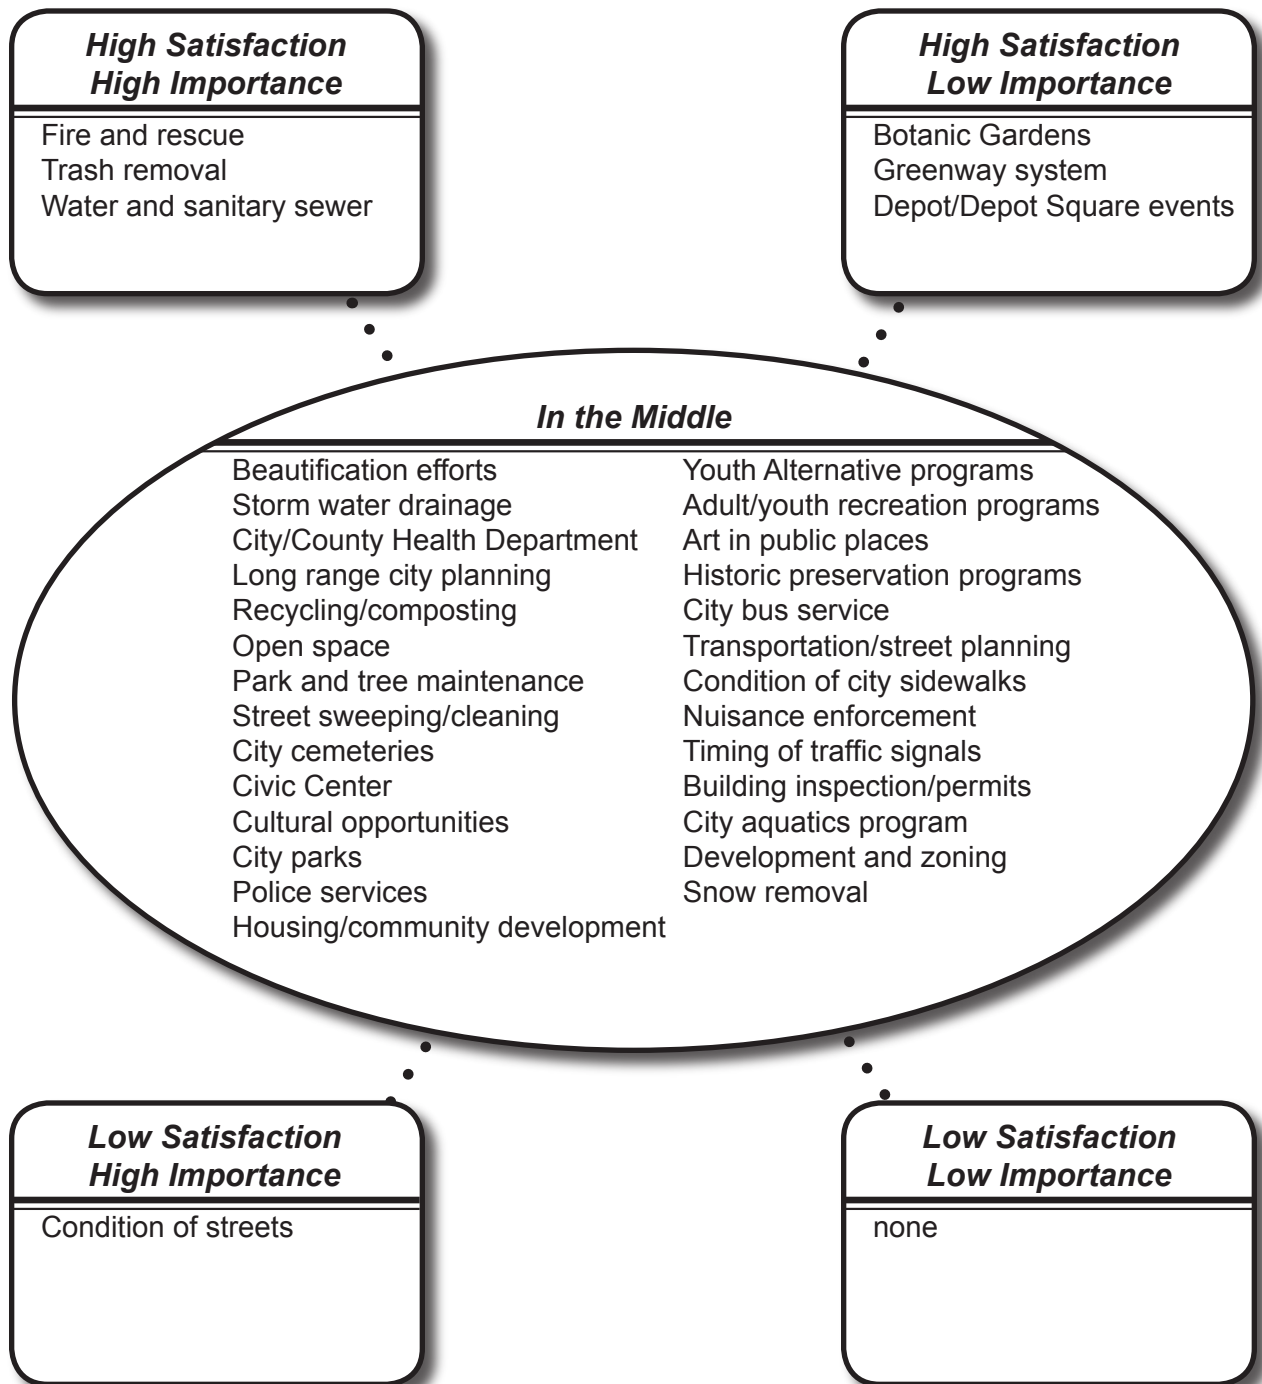 High Satisfaction
High Importance
Fire and rescue
Trash removal
Water and sanitary sewer
High Satisfaction
Low Importance
Botanic Gardens
Greenway system
Depot/Depot Square events
In the Middle
Beautification efforts
Storm water drainage
City/County Health Department
Long range city planning
Recycling/composting
Open space
Park and tree maintenance
Street sweeping/cleaning
City cemeteries
Civic Center
Cultural opportunities
City parks
Police services
Housing/community development
Youth Alternative programs
Adult/youth recreation programs
Art in public places
Historic preservation programs
City bus service
Transportation/street planning
Condition of city sidewalks
Nuisance enforcement
Timing of traffic signals
Building inspection/permits
City aquatics program
Development and zoning
Snow removal
Low Satisfaction
High Importance
Condition of streets
Low Satisfaction
Low Importance
none